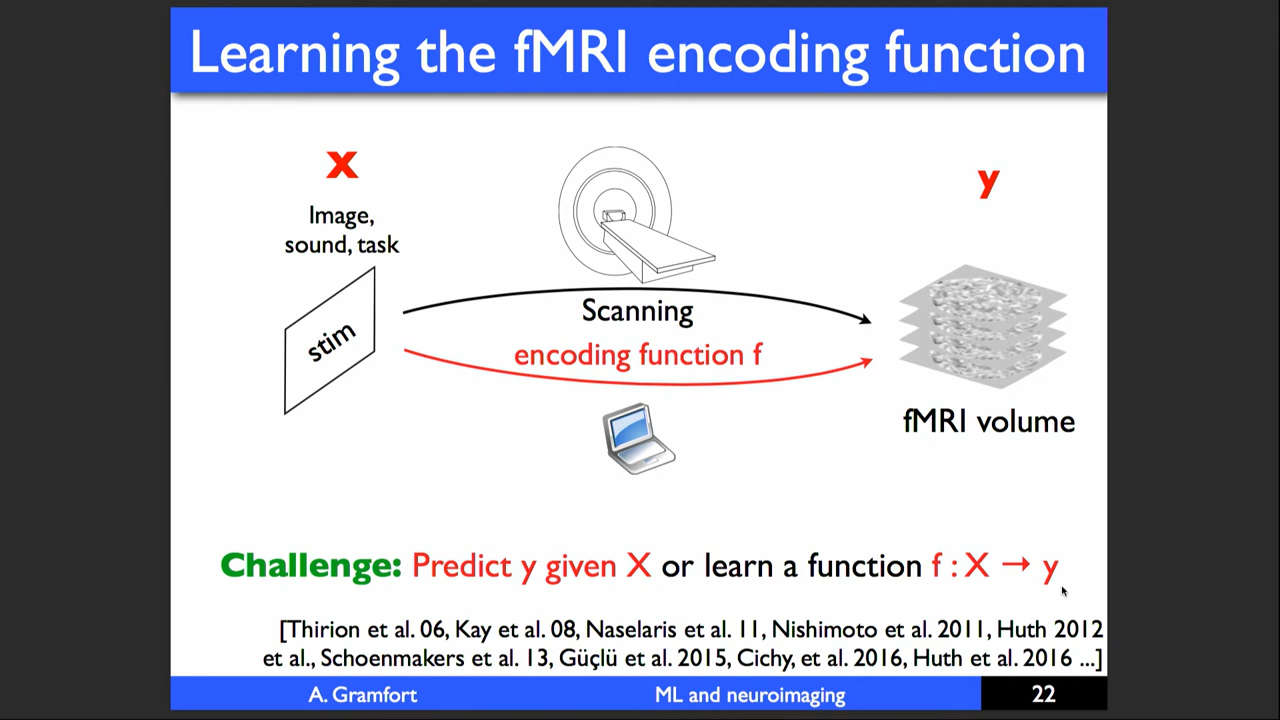 Learning the fMRI encoding function
X
Image,
sound, task
stim
Scanning
encoding function f
y
fMRI volume
Challenge: Predict y given X or learn a function f : X → y
[Thirion et al. 06, Kay et al. 08, Naselaris et al. 11, Nishimoto et al. 2011, Huth 2012
et al., Schoenmakers et al. 13, Güçlü et al. 2015, Cichy, et al. 2016, Huth et al. 2016 ...]
A. Gramfort
ML and neuroimaging
22